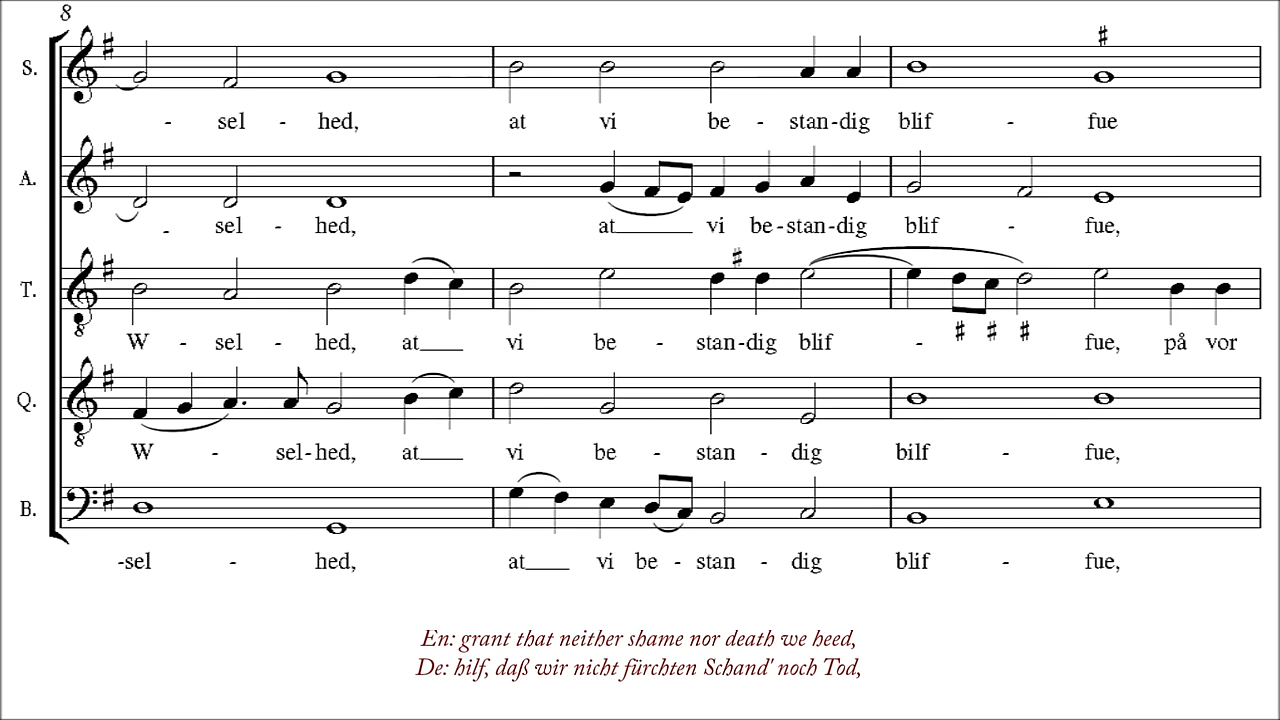 8
S.
- sel - hed, at vi be - stan-dig blif - fue
A.
- sel - hed, at vi be-stan-dig blif - fue,
T.
W - sel - hed, at vi be - stan-dig blif - fue, på vor
8
Q.
W - sel-hed, at vi be - stan - dig bilf - fue,
8
B.
-sel - hed, at vi be - stan - dig blif - fue,
En: grant that neither shame nor death we heed,
De: hilf, daß wir nicht fürchten Schand' noch Tod,